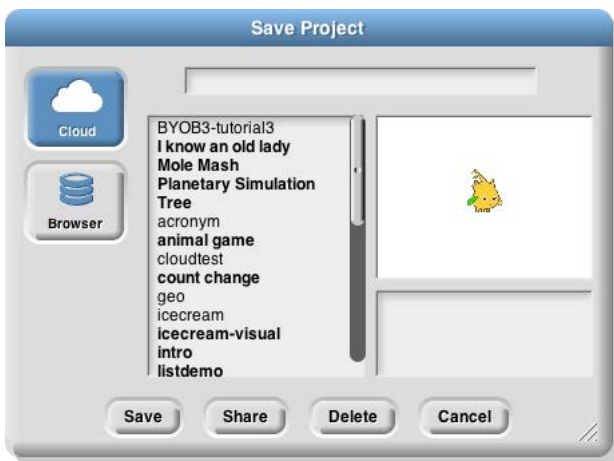 Save Project
Cloud
Browser
BYOB3-tutorial3
I know an old lady
Mole Mash
Planetary Simulation
Tree
acronym
animal game
cloudtest
count change
geo
icecream
icecream-visual
intro
listdemo
Save Share Delete Cancel